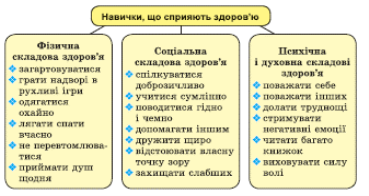 Навички, що сприяють здоров'ю
Фізична
складова здоров'я
загартовуватися
грати надворі в
рухливі ігри
одягатися
охайно
лягати спати
вчасно
не перевтомлюва-
тися
приймати душ
щодня
Соціальна
складова здоров'я
спілкуватися
доброзичливо
учитися сумлінно
поводитися гідно
і чемно
допомагати іншим
дружити щиро
відстоювати власну
точку зору
захищати слабших
Психічна
і духовна складові
здоров'я
поважати себе
поважати інших
долати труднощі
стримувати
негативні емоції
читати багато
книжок
виховувати силу
волі